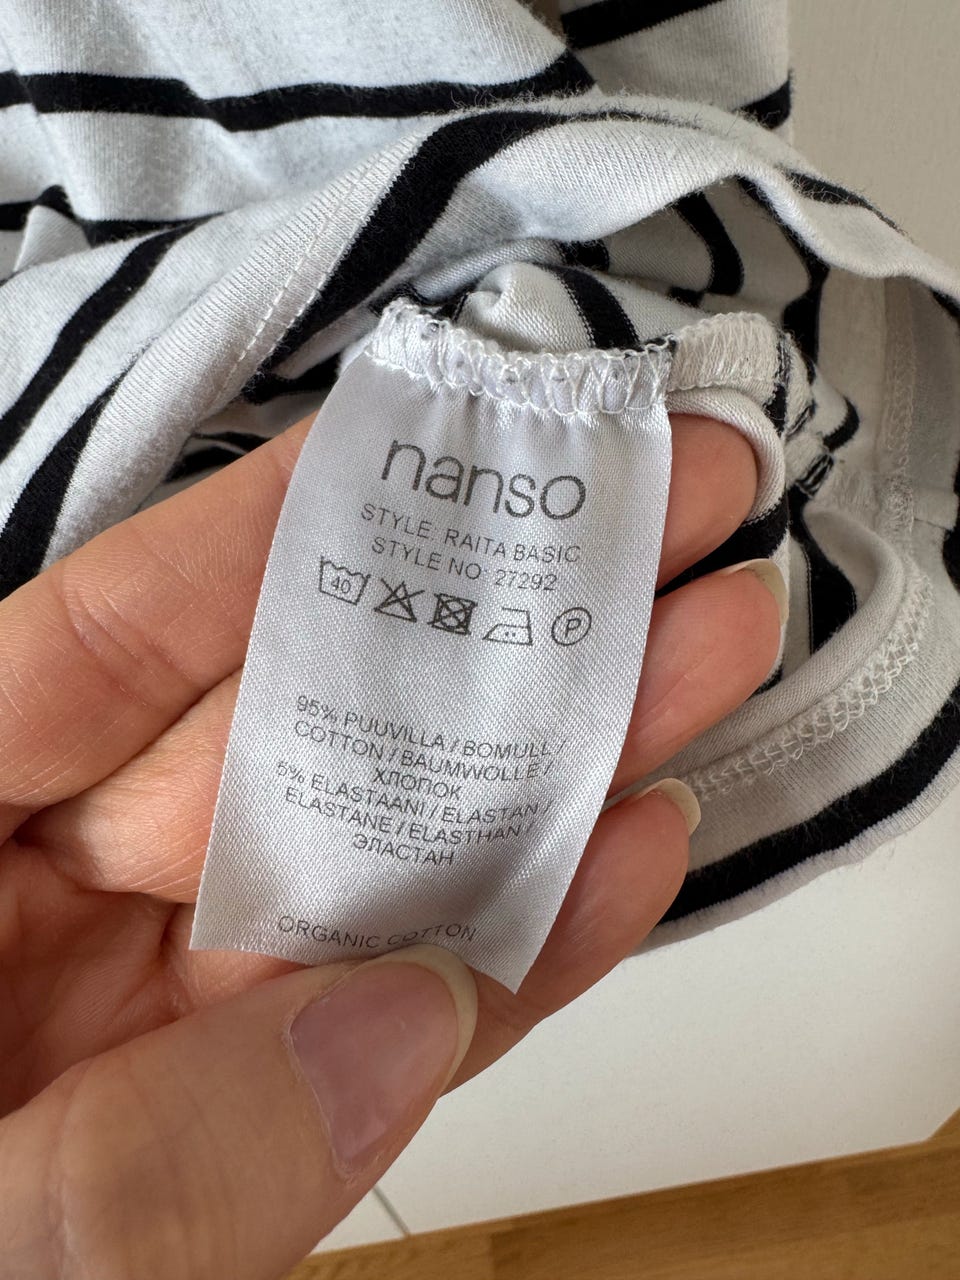 nanso
STYLE: RAITA BASIC
STYLE NO: 27292
40
P
95% PUUVILLA / BOMULL /
COTTON / BAUMWOLLE /
ХЛОПОК
5% ELASTAANI / ELASTAN /
ELASTANE / ELASTHAN /
ЭЛАСТАН
ORGANIC COTTON